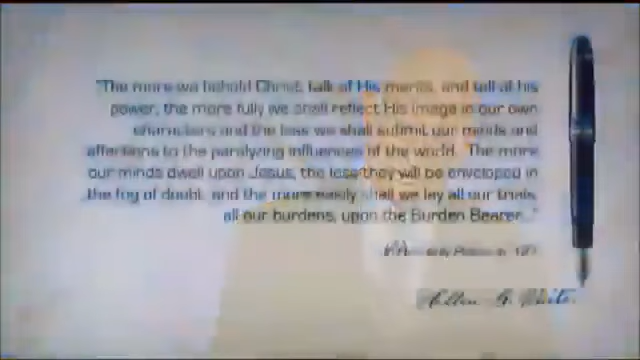 "The more we behold Christ, talk of His merits, and tell of his
power, the more fully we shall reflect His image in our own
characters and the less we shall submit our minds and
affections to the paralyzing influences of the world. The more
our minds dwell upon Jesus, the less they will be enveloped in
the fog of doubt, and the more easily shall we lay all our trials,
all our burdens, upon the Burden Bearer..."
Ellen G. White